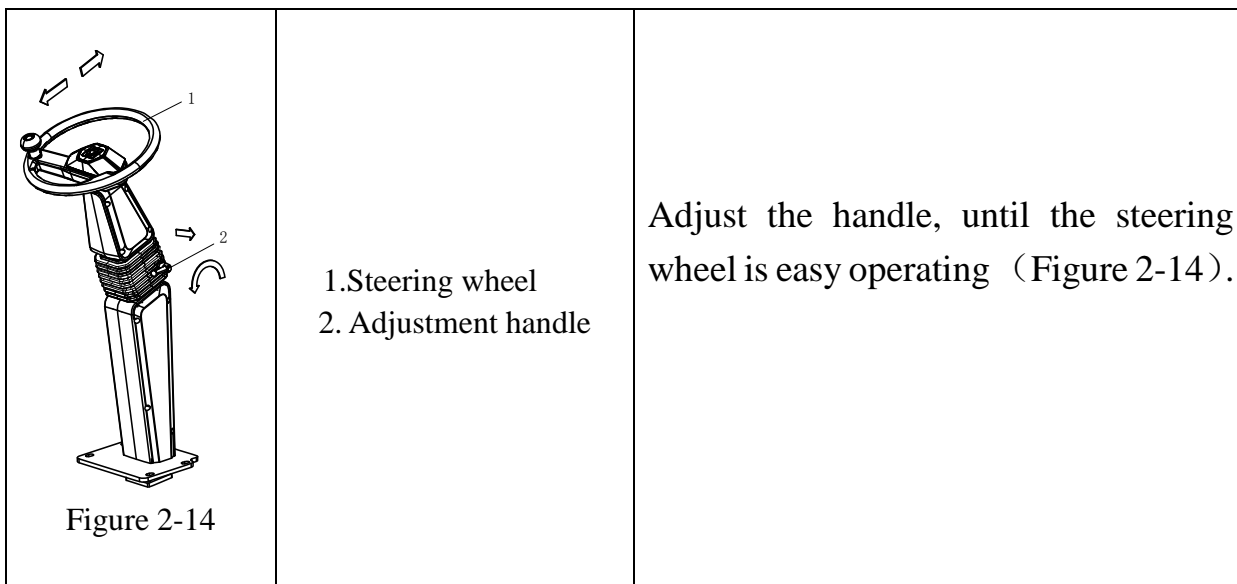 1
2
Figure 2-14
1.Steering wheel
2. Adjustment handle
Adjust the handle, until the steering
wheel is easy operating （Figure 2-14）.